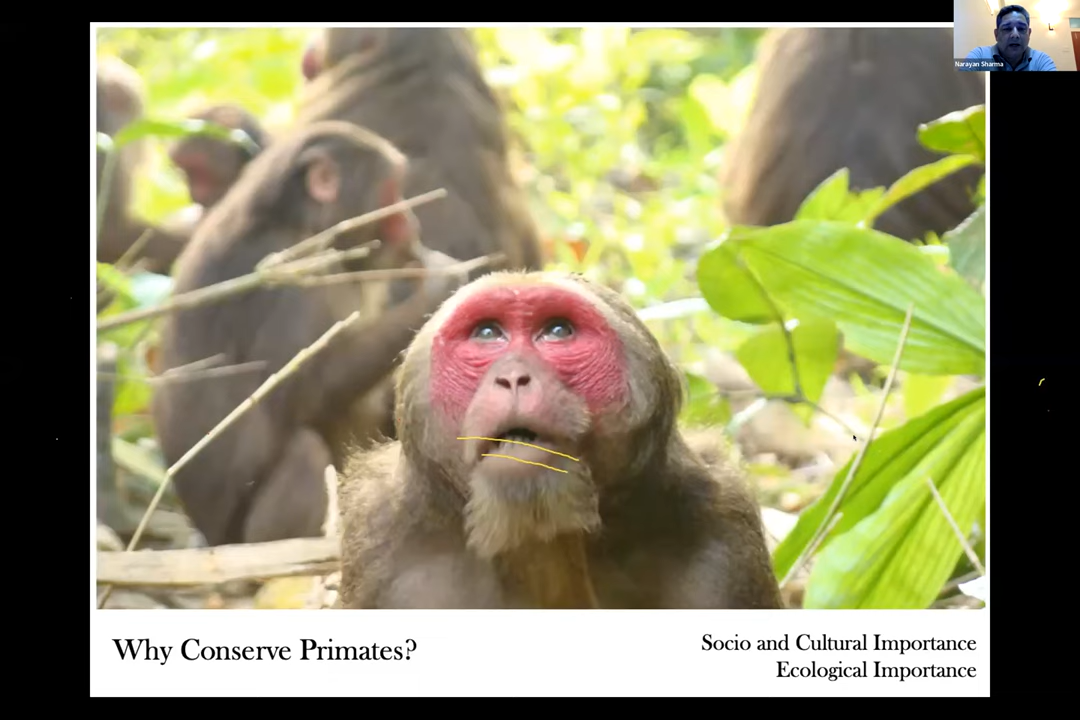 Narayan Sharma
Why Conserve Primates?
Socio and Cultural Importance
Ecological Importance